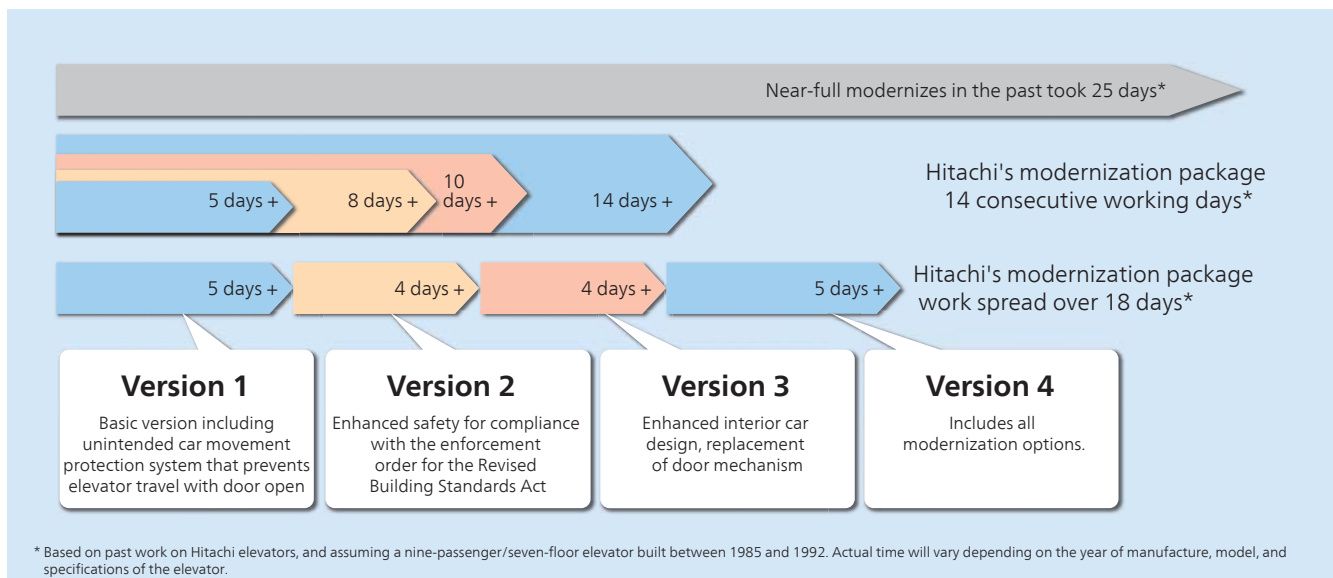 Near-full modernizes in the past took 25 days*
5 days +
8 days +
10
days +
14 days +
Hitachi's modernization package
14 consecutive working days*
5 days +
4 days +
4 days +
5 days +
Hitachi's modernization package
work spread over 18 days*
Version 1
Basic version including
unintended car movement
protection system that prevents
elevator travel with door open
Version 2
Enhanced safety for compliance
with the enforcement
order for the Revised
Building Standards Act
Version 3
Enhanced interior car
design, replacement
of door mechanism
Version 4
Includes all
modernization options.
* Based on past work on Hitachi elevators, and assuming a nine-passenger/seven-floor elevator built between 1985 and 1992. Actual time will vary depending on the year of manufacture, model, and
specifications of the elevator.